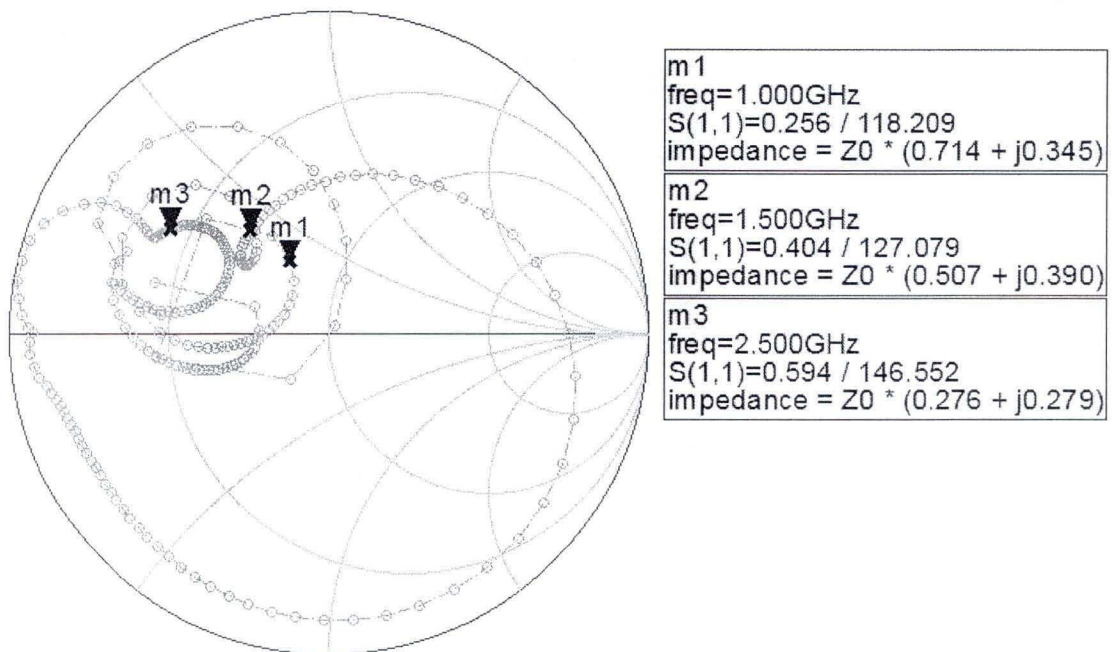 m3
m2
m1
m1
freq=1.000GHz
S(1,1)=0.256 / 118.209
impedance = Z0 * (0.714 + j0.345)
m2
freq=1.500GHz
S(1,1)=0.404 / 127.079
impedance = Z0 * (0.507 + j0.390)
m3
freq=2.500GHz
S(1,1)=0.594 / 146.552
impedance = Z0 * (0.276 + j0.279)